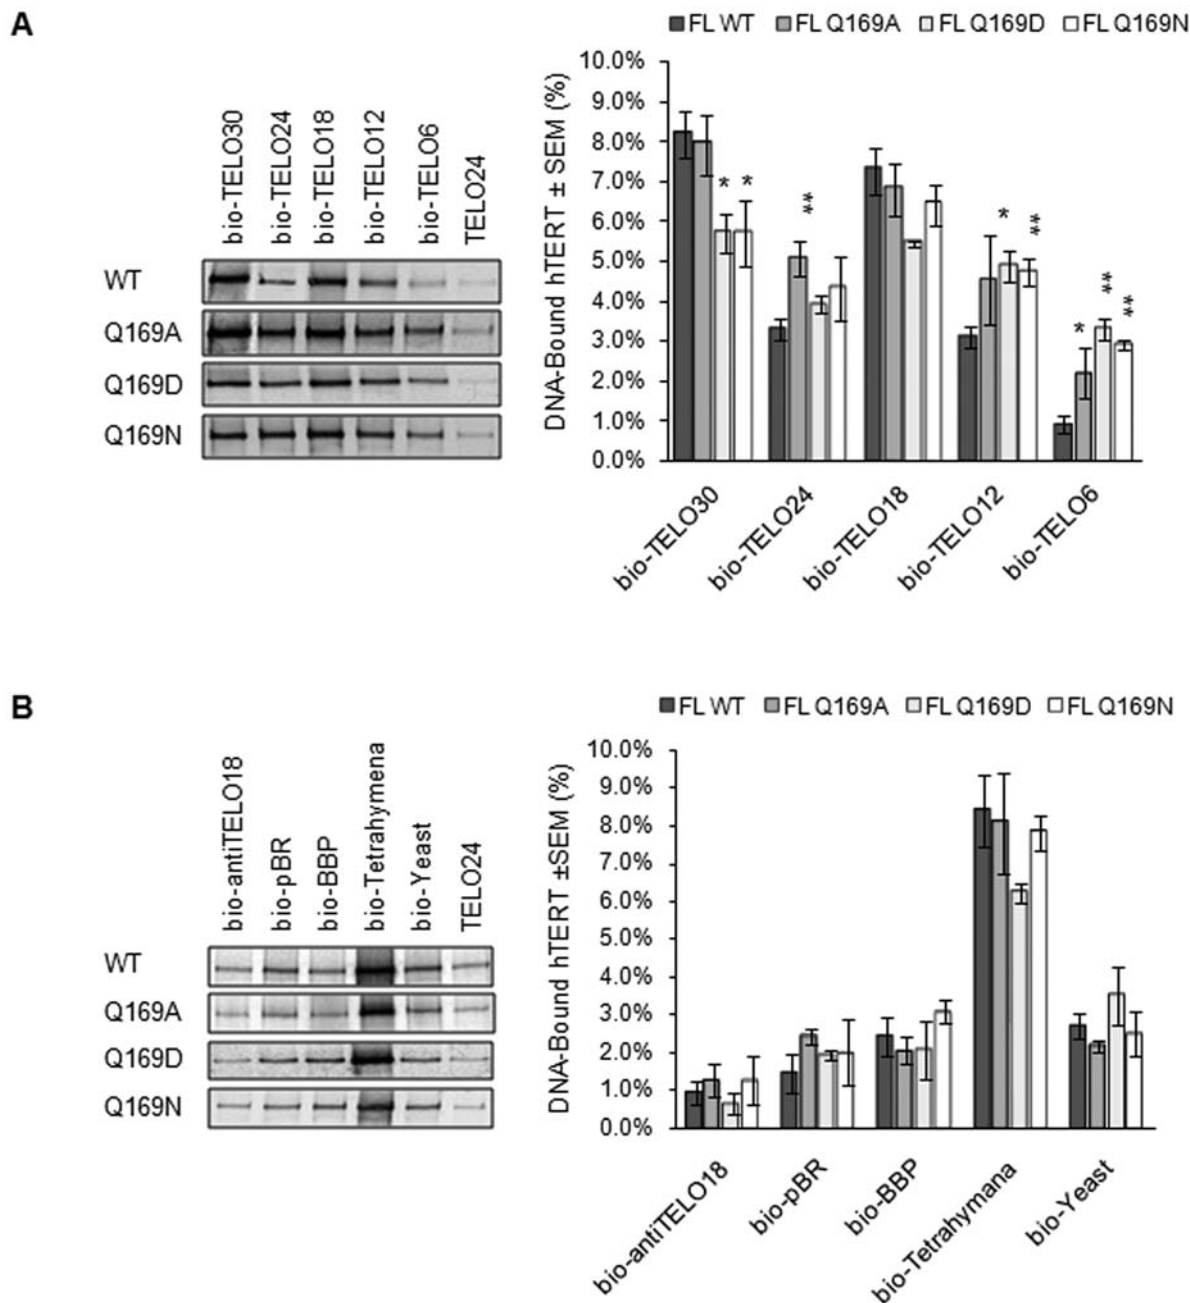 A
bio-TELO30
bio-TELO24
bio-TELO18
bio-TELO12
bio-TELO6
TELO24
WT
Q169A
Q169D
Q169N
FL WT FL Q169A FL Q169D FL Q169N
DNA-Bound hTERT ± SEM (%)
10.0%
9.0%
8.0%
7.0%
6.0%
5.0%
4.0%
3.0%
2.0%
1.0%
0.0%
* *
**
* **
* ** **
bio-TELO30
bio-TELO24
bio-TELO18
bio-TELO12
bio-TELO6
B
bio-antiTELO18
bio-pBR
bio-BBP
bio-Tetrahymena
bio-Yeast
TELO24
WT
Q169A
Q169D
Q169N
FL WT FL Q169A FL Q169D FL Q169N
DNA-Bound hTERT ±SEM (%)
10.0%
9.0%
8.0%
7.0%
6.0%
5.0%
4.0%
3.0%
2.0%
1.0%
0.0%
bio-antiTELO18
bio-pBR
bio-BBP
bio-Tetrahymana
bio-Yeast